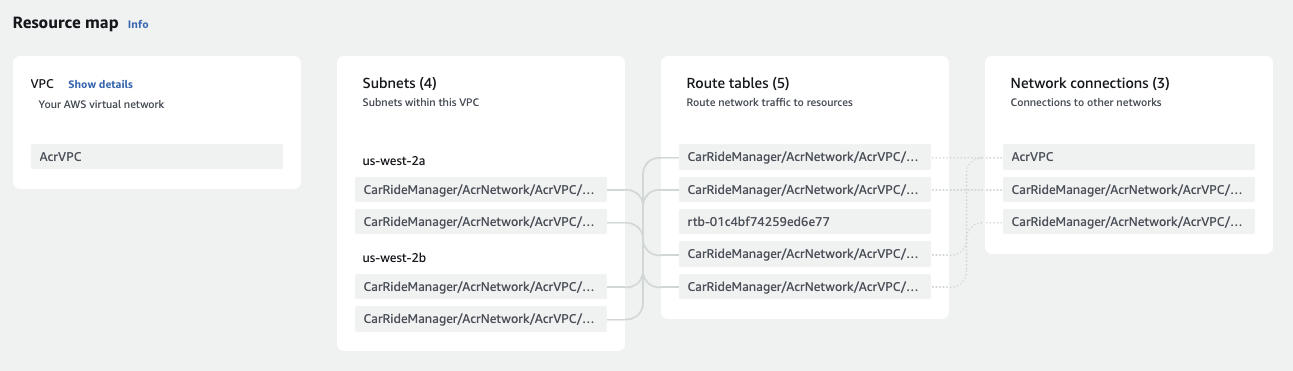 Resource map Info
VPC Show details
Your AWS virtual network
AcrVPC
Subnets (4)
Subnets within this VPC
us-west-2a
CarRideManager/AcrNetwork/AcrVPC/...
CarRideManager/AcrNetwork/AcrVPC/...
us-west-2b
CarRideManager/AcrNetwork/AcrVPC/...
CarRideManager/AcrNetwork/AcrVPC/...
Route tables (5)
Route network traffic to resources
CarRideManager/AcrNetwork/AcrVPC/...
CarRideManager/AcrNetwork/AcrVPC/...
rtb-01c4bf74259ed6e77
CarRideManager/AcrNetwork/AcrVPC/...
CarRideManager/AcrNetwork/AcrVPC/...
Network connections (3)
Connections to other networks
AcrVPC
CarRideManager/AcrNetwork/AcrVPC/...
CarRideManager/AcrNetwork/AcrVPC/...